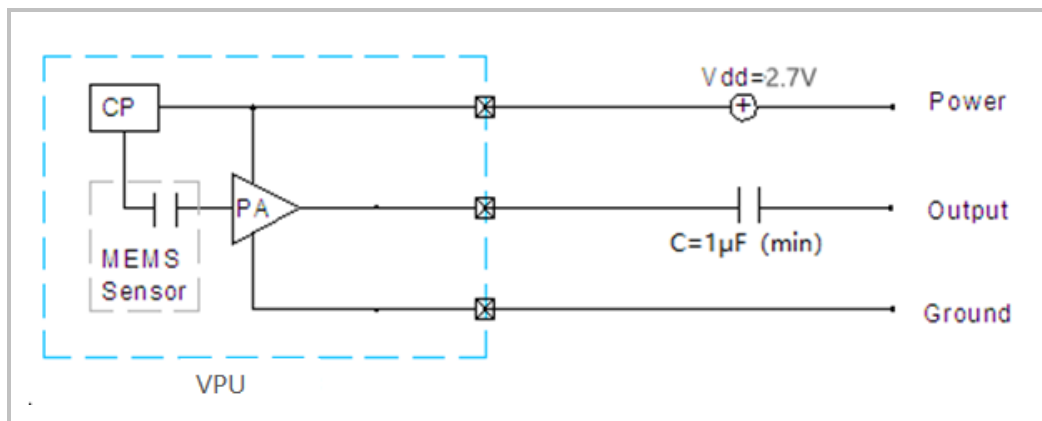 Vdd=2.7V
CP
Power
PA
Output
C=1μF (min)
MEMS
Sensor
Ground
VPU
.